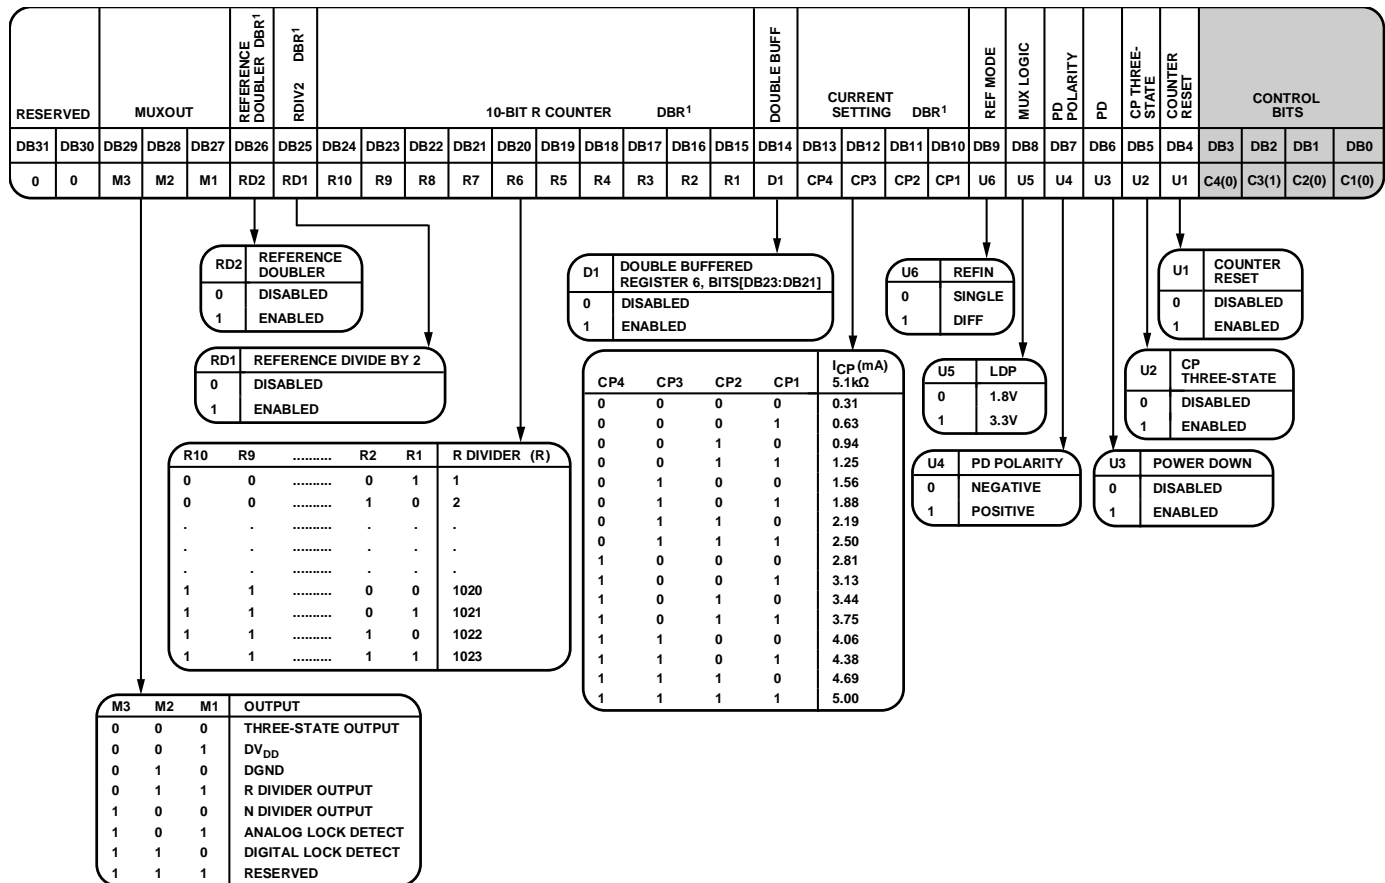 RESERVED MUXOUT REFERENCE DOUBLER DBR1 RDIV2 DBR1 10-BIT R COUNTER DBR1 DOUBLE BUFF CURRENT SETTING DBR1 REF MODE MUX LOGIC PD POLARITY PD CP THREE-STATE COUNTER RESET CONTROL BITS
DB31 DB30 DB29 DB28 DB27 DB26 DB25 DB24 DB23 DB22 DB21 DB20 DB19 DB18 DB17 DB16 DB15 DB14 DB13 DB12 DB11 DB10 DB9 DB8 DB7 DB6 DB5 DB4 DB3 DB2 DB1 DB0
0 0 M3 M2 M1 RD2 RD1 R10 R9 R8 R7 R6 R5 R4 R3 R2 R1 D1 CP4 CP3 CP2 CP1 U6 U5 U4 U3 U2 U1 C4(0) C3(1) C2(0) C1(0)
RD2 REFERENCE DOUBLER
0 DISABLED
1 ENABLED
RD1 REFERENCE DIVIDE BY 2
0 DISABLED
1 ENABLED
R10 R9 .......... R2 R1 R DIVIDER (R)
0 0 .......... 0 1 1
0 0 .......... 1 0 2
. . .......... . . .
. . .......... . . .
. . .......... . . .
1 1 .......... 0 0 1020
1 1 .......... 0 1 1021
1 1 .......... 1 0 1022
1 1 .......... 1 1 1023
M3 M2 M1 OUTPUT
0 0 0 THREE-STATE OUTPUT
0 0 1 DVDD
0 1 0 DGND
0 1 1 R DIVIDER OUTPUT
1 0 0 N DIVIDER OUTPUT
1 0 1 ANALOG LOCK DETECT
1 1 0 DIGITAL LOCK DETECT
1 1 1 RESERVED
D1 DOUBLE BUFFERED
REGISTER 6, BITS[DB23:DB21]
0 DISABLED
1 ENABLED
CP4 CP3 CP2 CP1 ICP (mA) 5.1kΩ
0 0 0 0 0.31
0 0 0 1 0.63
0 0 1 0 0.94
0 0 1 1 1.25
0 1 0 0 1.56
0 1 0 1 1.88
0 1 1 0 2.19
0 1 1 1 2.50
1 0 0 0 2.81
1 0 0 1 3.13
1 0 1 0 3.44
1 0 1 1 3.75
1 1 0 0 4.06
1 1 0 1 4.38
1 1 1 0 4.69
1 1 1 1 5.00
U6 REFIN
0 SINGLE
1 DIFF
U5 LDP
0 1.8V
1 3.3V
U4 PD POLARITY
0 NEGATIVE
1 POSITIVE
U1 COUNTER RESET
0 DISABLED
1 ENABLED
U2 CP THREE-STATE
0 DISABLED
1 ENABLED
U3 POWER DOWN
0 DISABLED
1 ENABLED